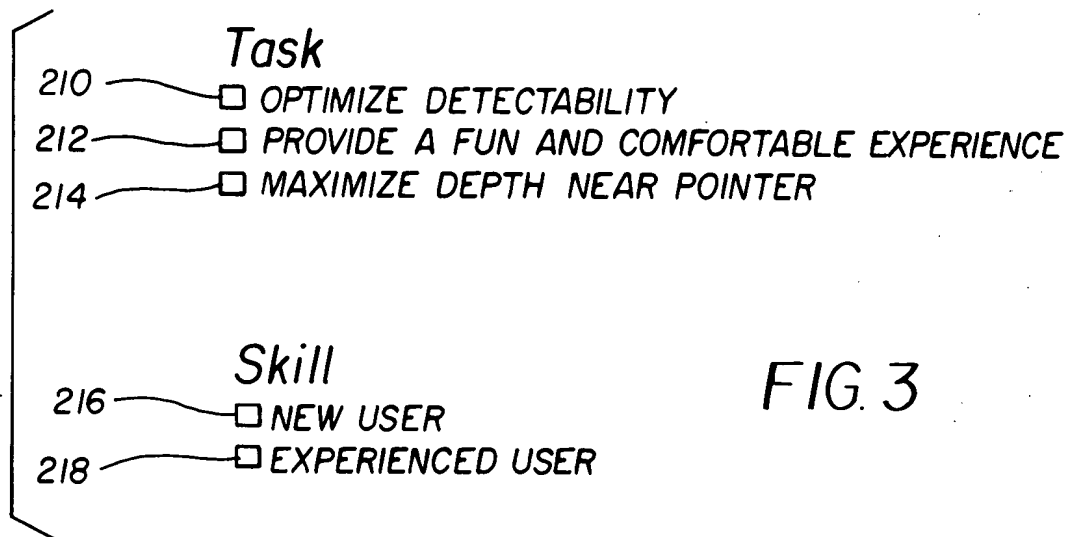 Task
210 OPTIMIZE DETECTABILITY
212 PROVIDE A FUN AND COMFORTABLE EXPERIENCE
214 MAXIMIZE DEPTH NEAR POINTER
Skill
FIG. 3
216 NEW USER
218 EXPERIENCED USER